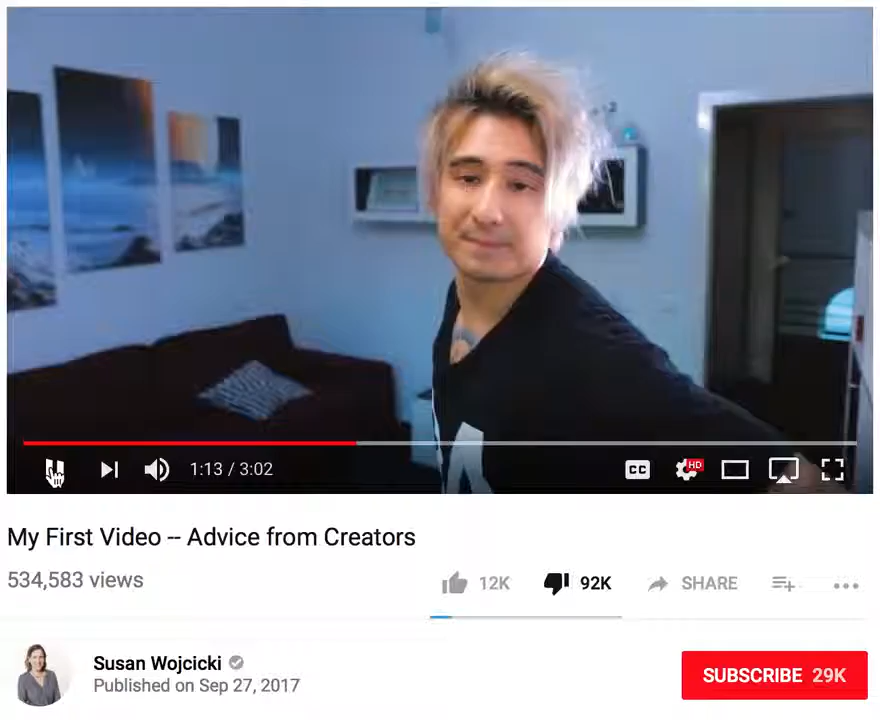 1:13 / 3:02
CC
HD
My First Video -- Advice from Creators
534,583 views
12K
92K
SHARE
Susan Wojcicki
Published on Sep 27, 2017
SUBSCRIBE 29K